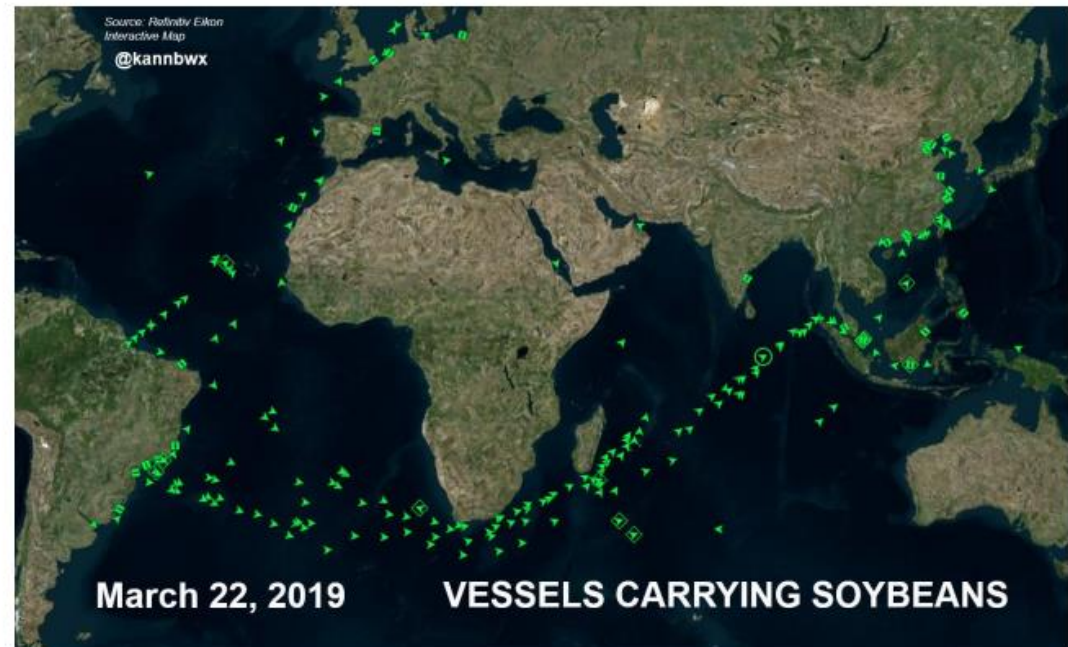 Source: Refinitiv Eikon
Interactive Map
@kannbwx
March 22, 2019
VESSELS CARRYING SOYBEANS